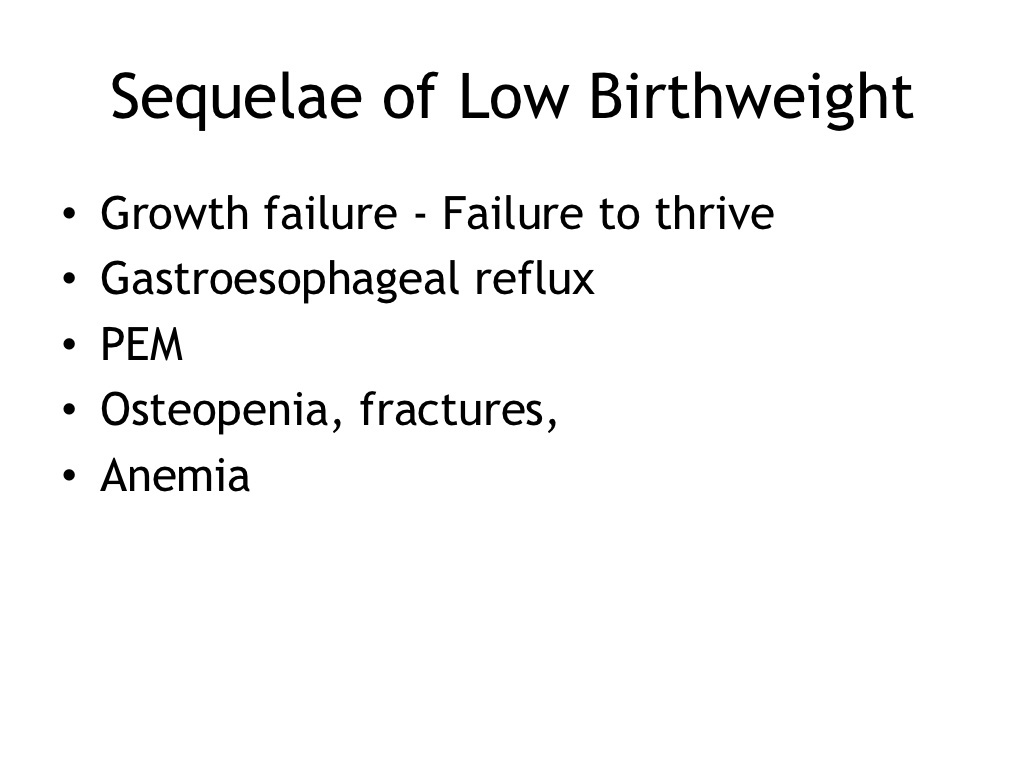 Sequelae of Low Birthweight
• Growth failure - Failure to thrive
• Gastroesophageal reflux
• PEM
• Osteopenia, fractures,
• Anemia